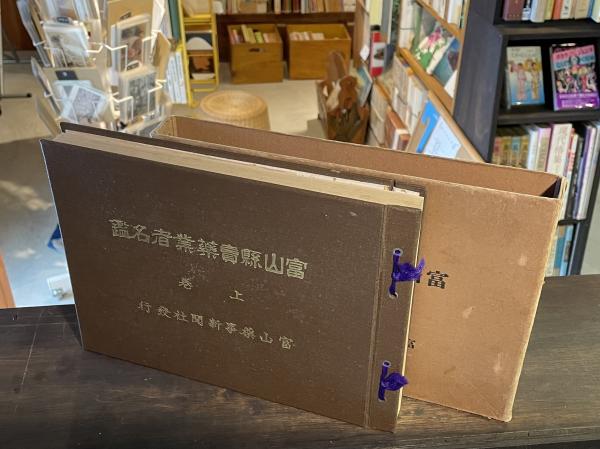 富山縣賣藥業者名鑑
上卷
富山藥事新聞社發行
富